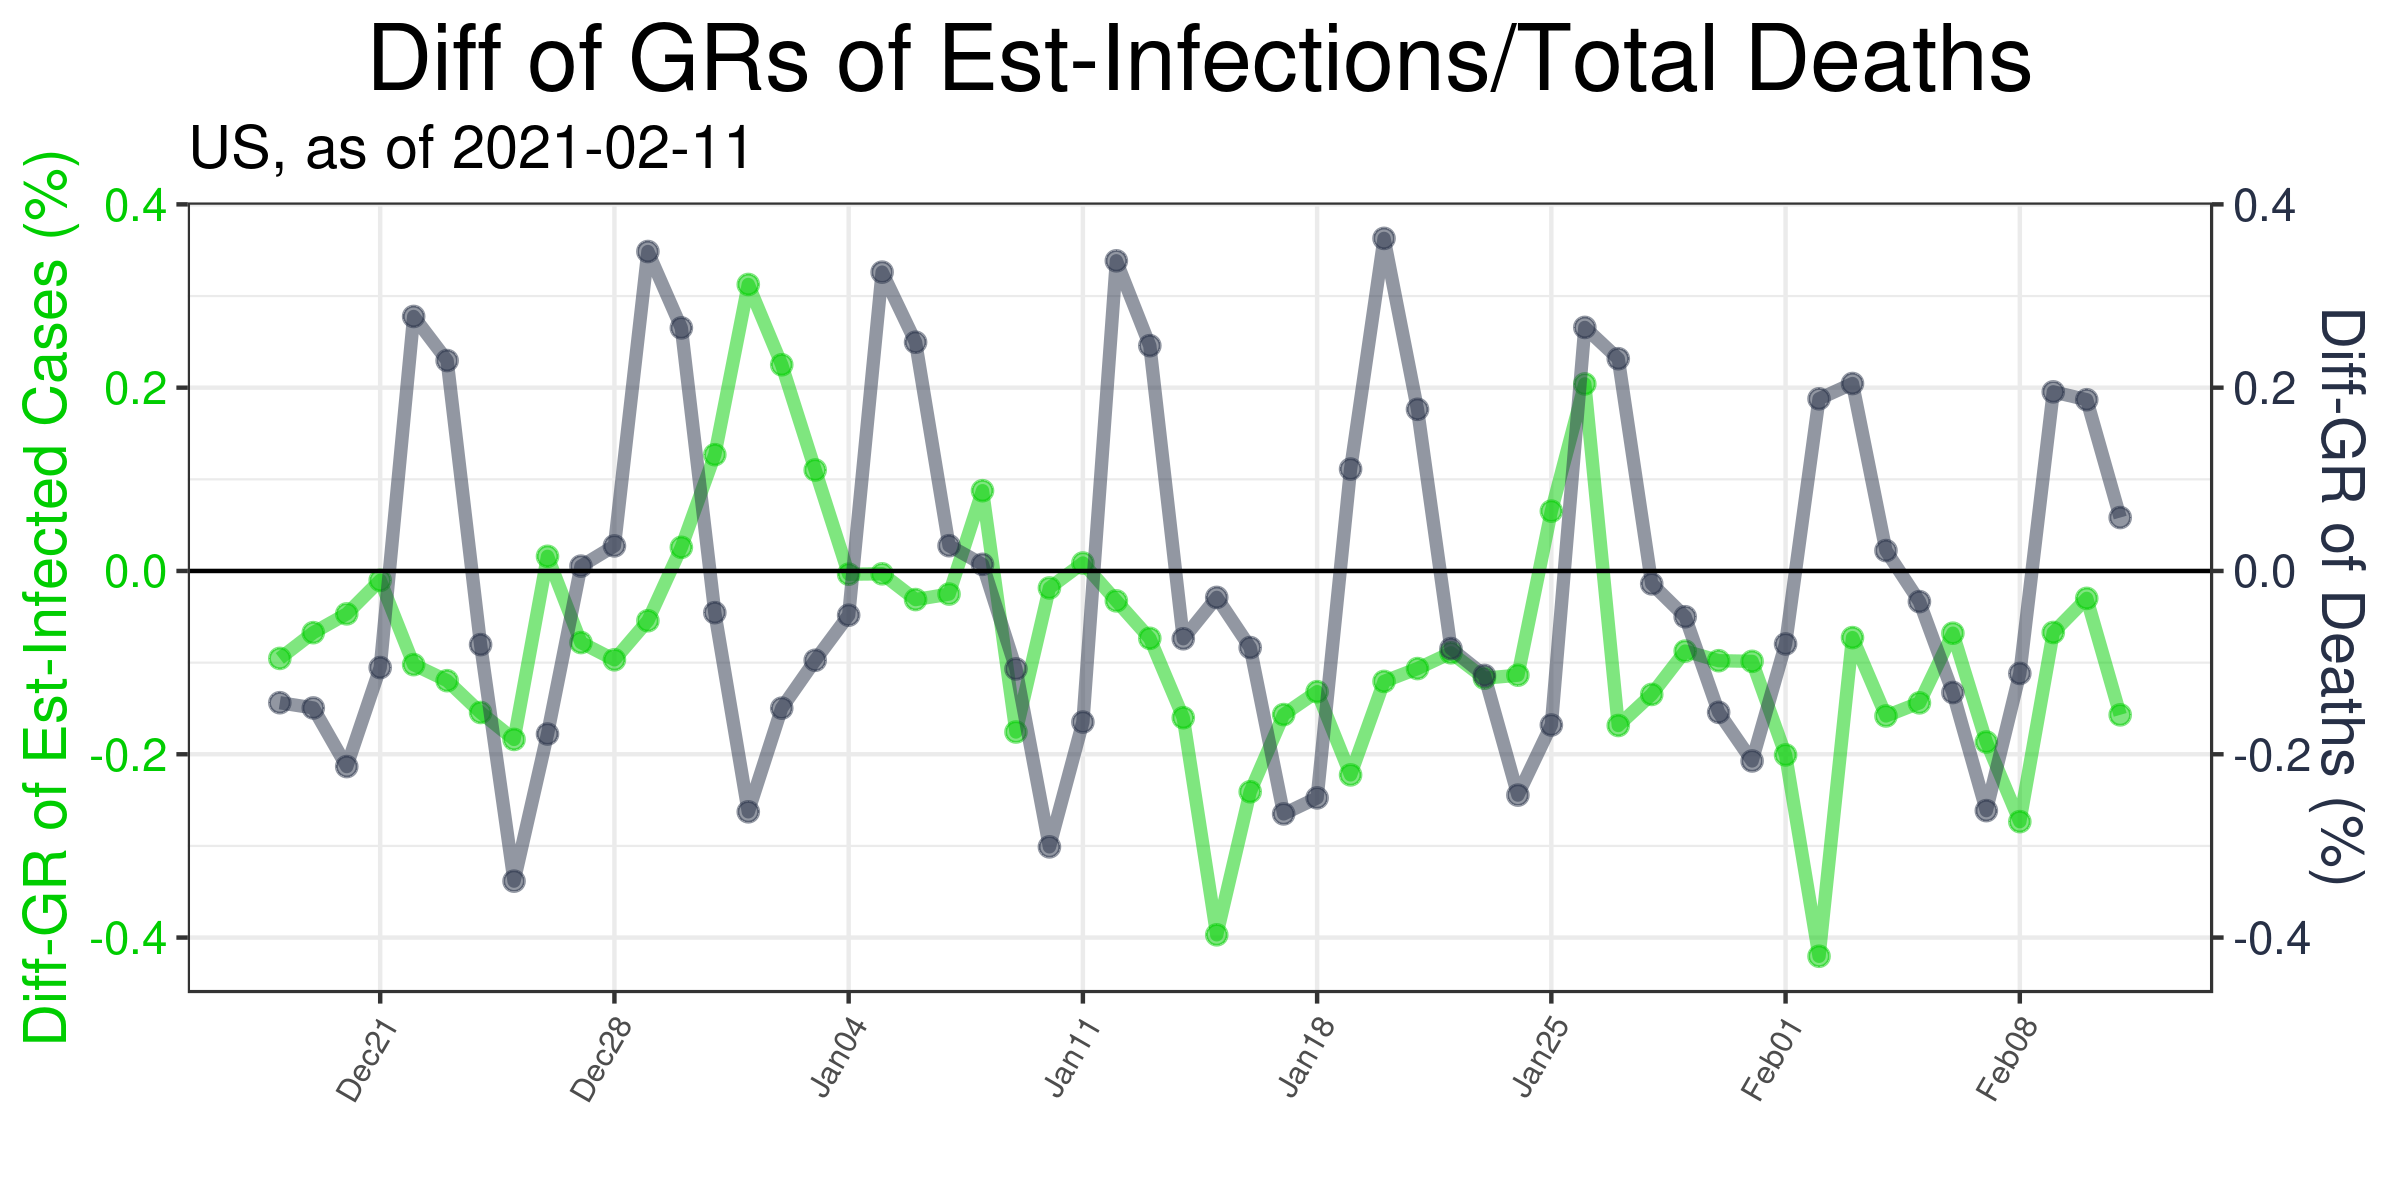 Diff of GRs of Est-Infections/Total Deaths
US, as of 2021-02-11
Diff-GR of Est-Infected Cases (%)
0.4
0.2
0.0
-0.2
-0.4
0.4
0.2
0.0
-0.2
-0.4
Diff-GR of Deaths (%)
Dec21
Dec28
Jan04
Jan11
Jan18
Jan25
Feb01
Feb08